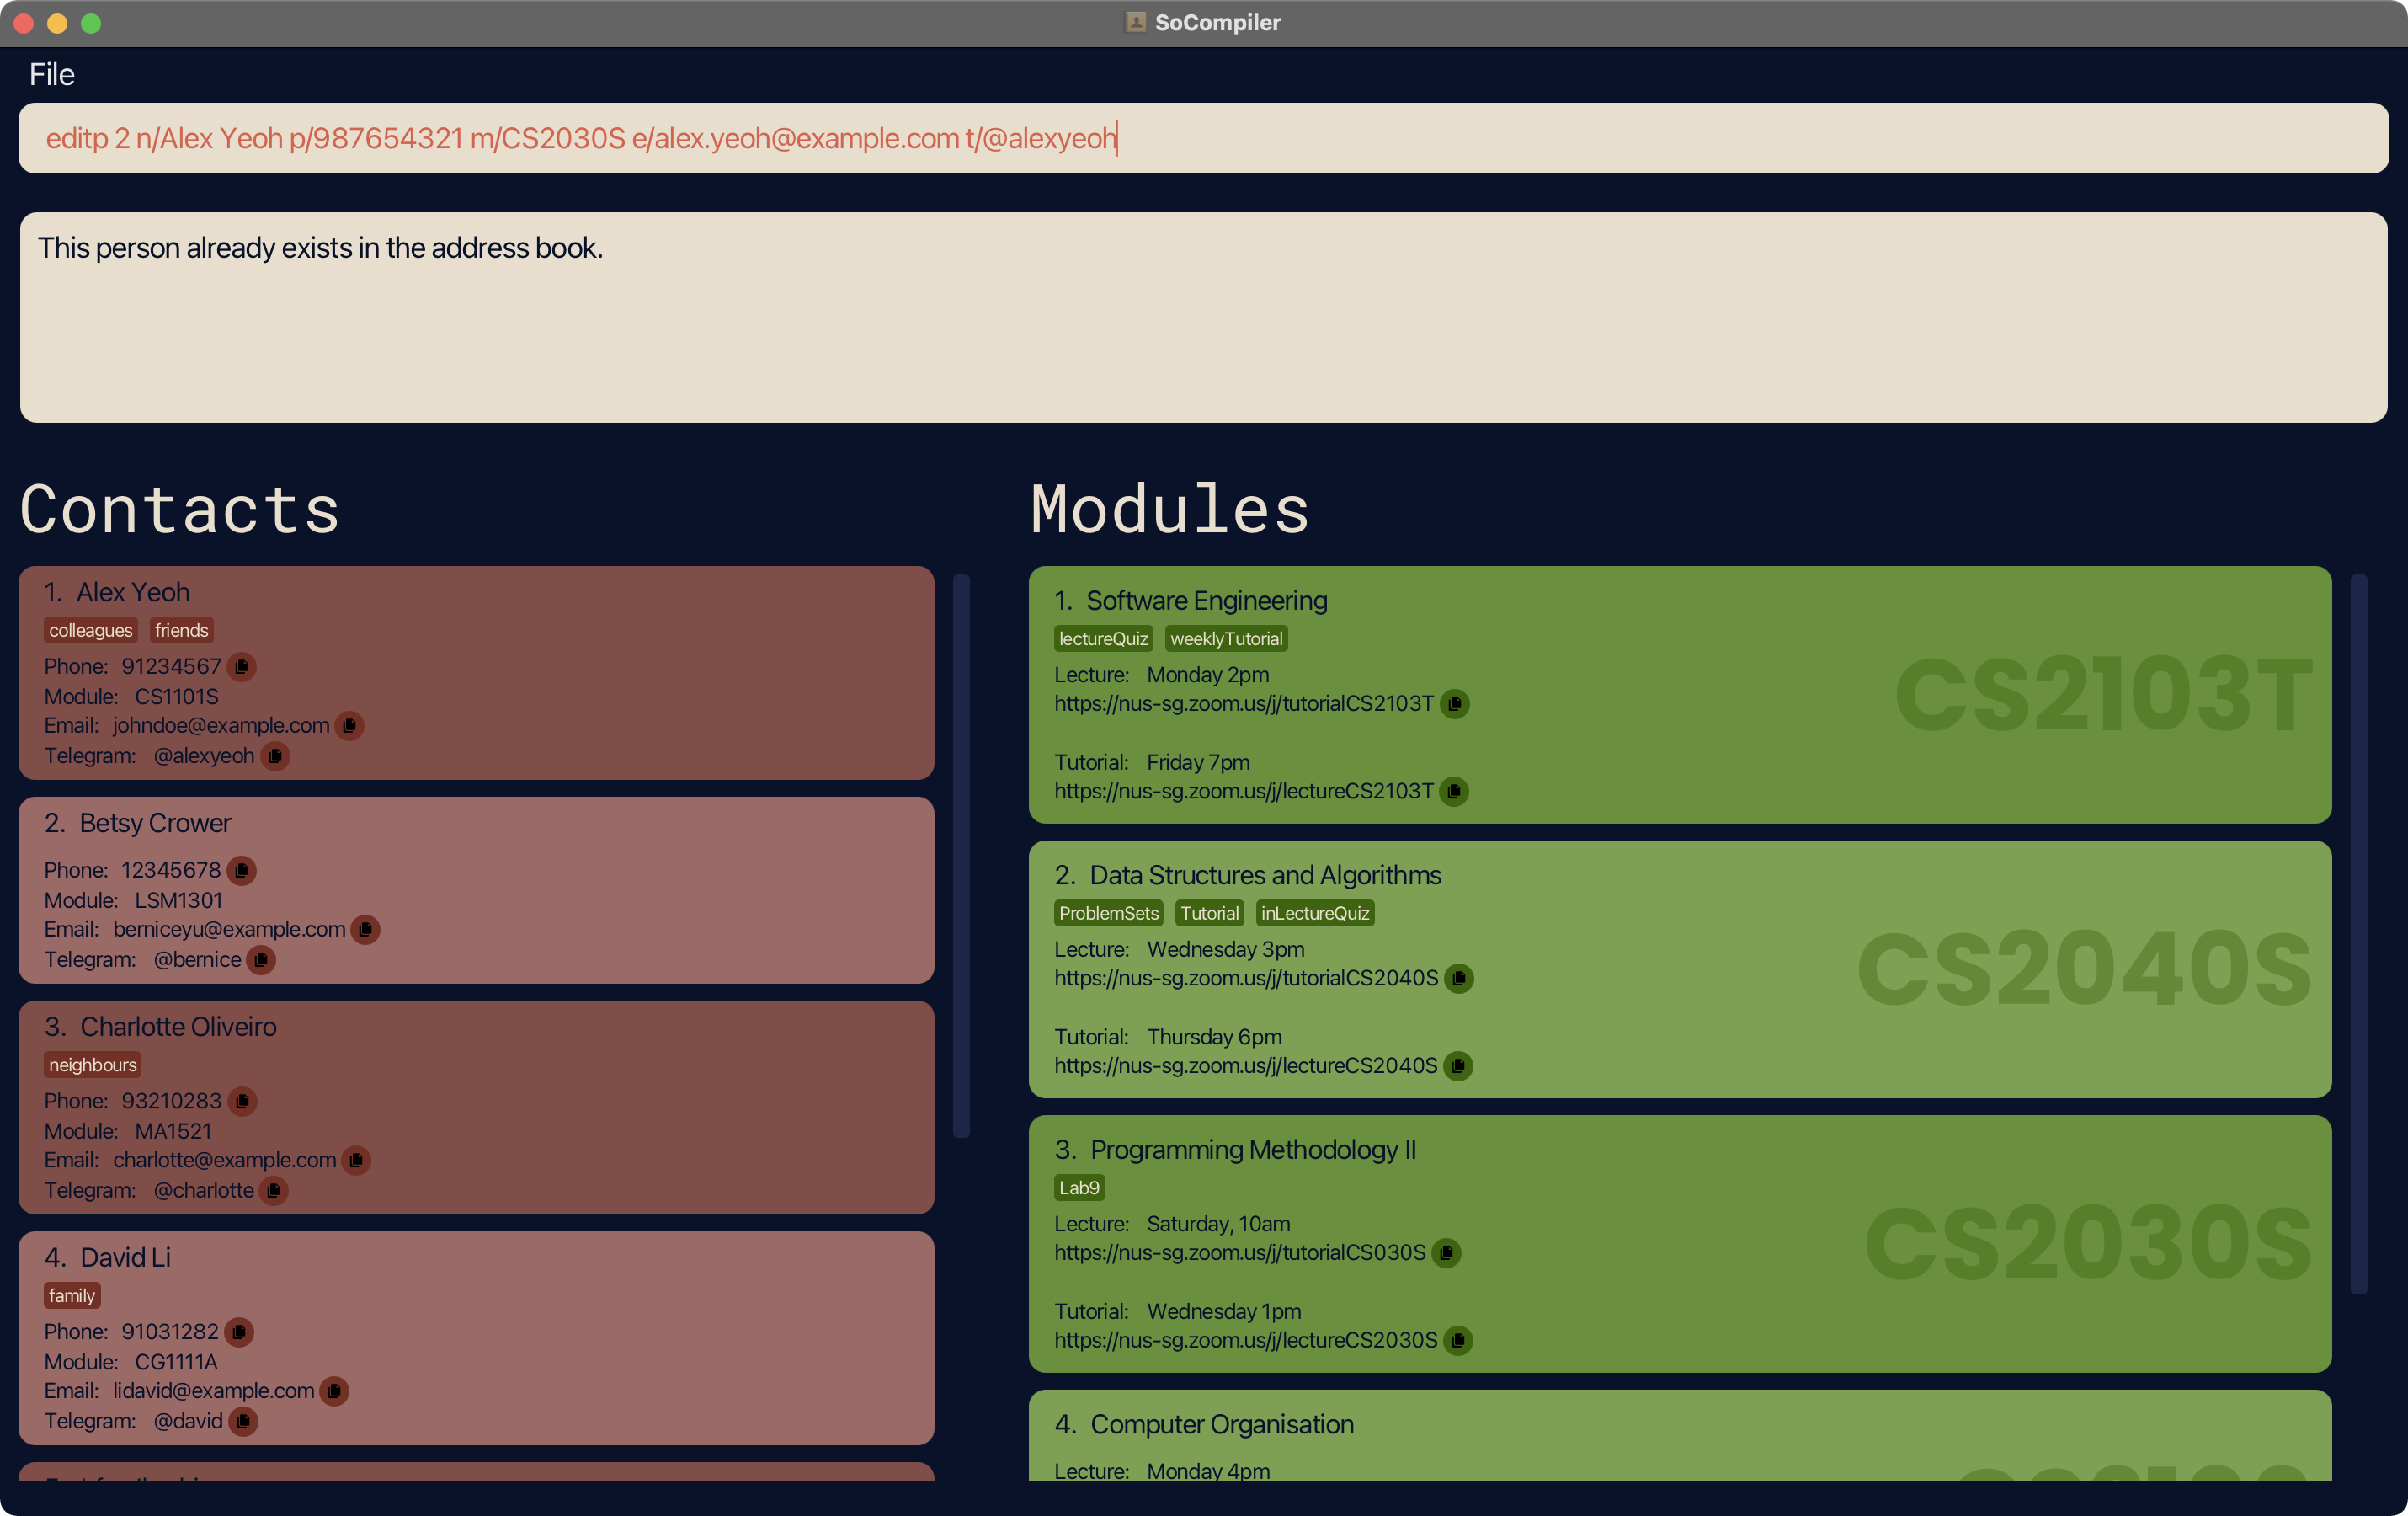 SoCompiler
File
editp 2 n/Alex Yeoh p/987654321 m/CS2030S e/alex.yeoh@example.com t/@alexyeoh
This person already exists in the address book.
Contacts
1. Alex Yeoh
colleagues friends
Phone: 91234567
Module: CS1101S
Email: johndoe@example.com
Telegram: @alexyeoh
2. Betsy Crower
Phone: 12345678
Module: LSM1301
Email: berniceyu@example.com
Telegram: @bernice
3. Charlotte Oliveiro
neighbours
Phone: 93210283
Module: MA1521
Email: charlotte@example.com
Telegram: @charlotte
4. David Li
family
Phone: 91031282
Module: CG1111A
Email: lidavid@example.com
Telegram: @david
Modules
1. Software Engineering
lectureQuiz weeklyTutorial
Lecture: Monday 2pm
https://nus-sg.zoom.us/j/tutorialCS2103T
Tutorial: Friday 7pm
https://nus-sg.zoom.us/j/lectureCS2103T
CS2103T
2. Data Structures and Algorithms
ProblemSets Tutorial inLectureQuiz
Lecture: Wednesday 3pm
https://nus-sg.zoom.us/j/tutorialCS2040S
Tutorial: Thursday 6pm
https://nus-sg.zoom.us/j/lectureCS2040S
CS2040S
3. Programming Methodology II
Lab9
Lecture: Saturday, 10am
https://nus-sg.zoom.us/j/tutorialCS030S
Tutorial: Wednesday 1pm
https://nus-sg.zoom.us/j/lectureCS2030S
CS2030S
4. Computer Organisation
Lecture: Monday 4pm